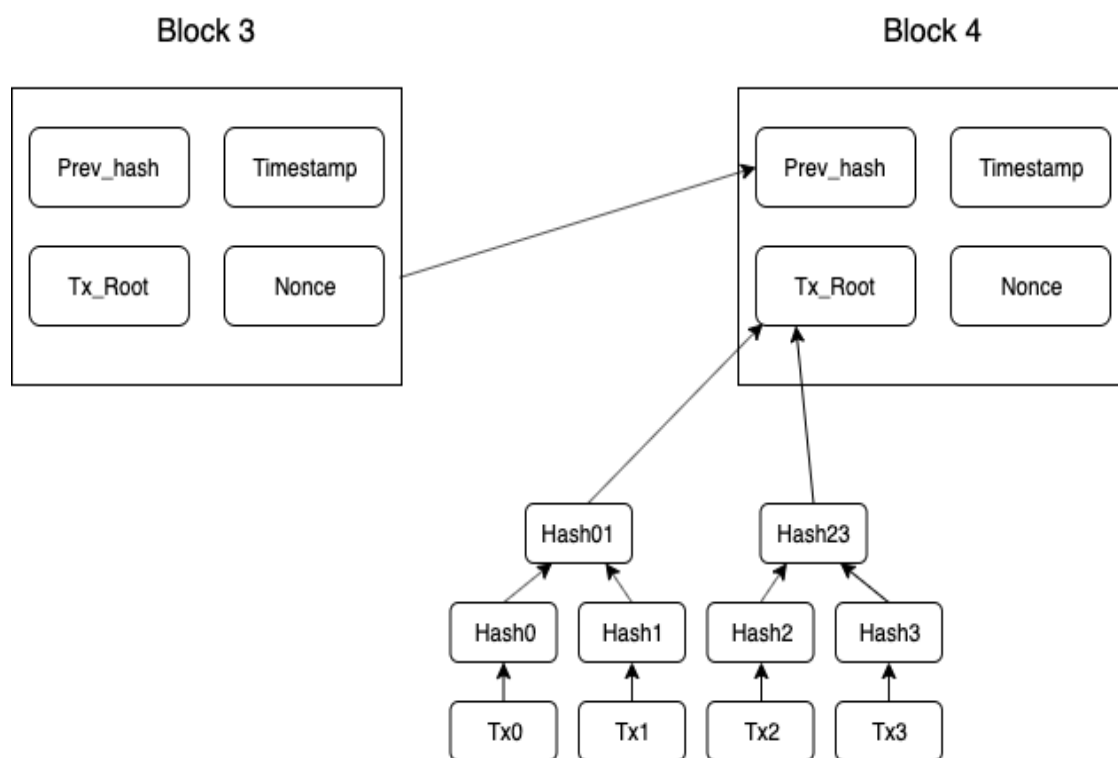 Block 3
Block 4
Prev_hash
Timestamp
Prev_hash
Timestamp
Tx_Root
Nonce
Tx_Root
Nonce
Hash01
Hash23
Hash0
Hash1
Hash2
Hash3
Tx0
Tx1
Tx2
Tx3